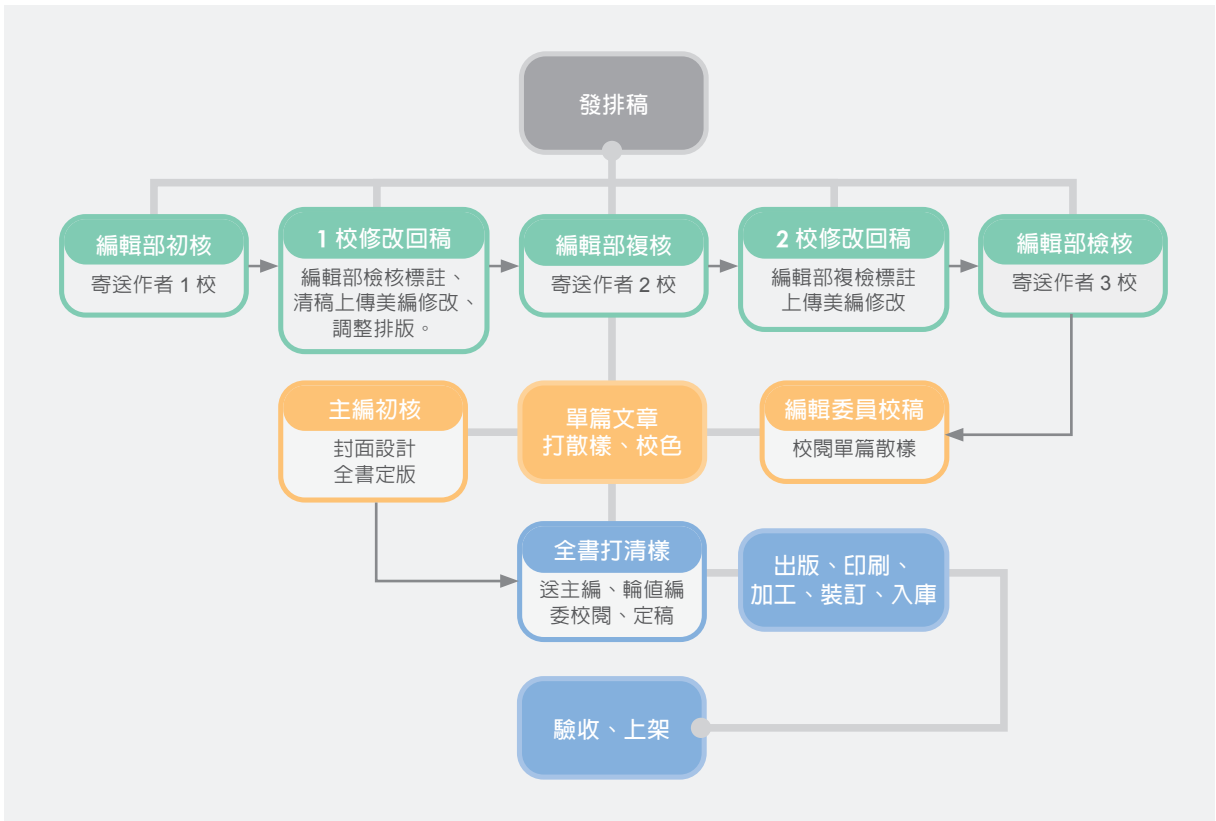 發排稿
編輯部初核
寄送作者 1 校
1 校修改回稿
編輯部檢核標註、
清稿上傳美編修改、
調整排版。
編輯部複核
寄送作者 2 校
2 校修改回稿
編輯部複檢標註
上傳美編修改
編輯部檢核
寄送作者 3 校
主編初核
封面設計
全書定版
單篇文章
打散樣、校色
編輯委員校稿
校閱單篇散樣
全書打清樣
送主編、輪值編
委校閱、定稿
出版、印刷、
加工、裝訂、入庫
驗收、上架